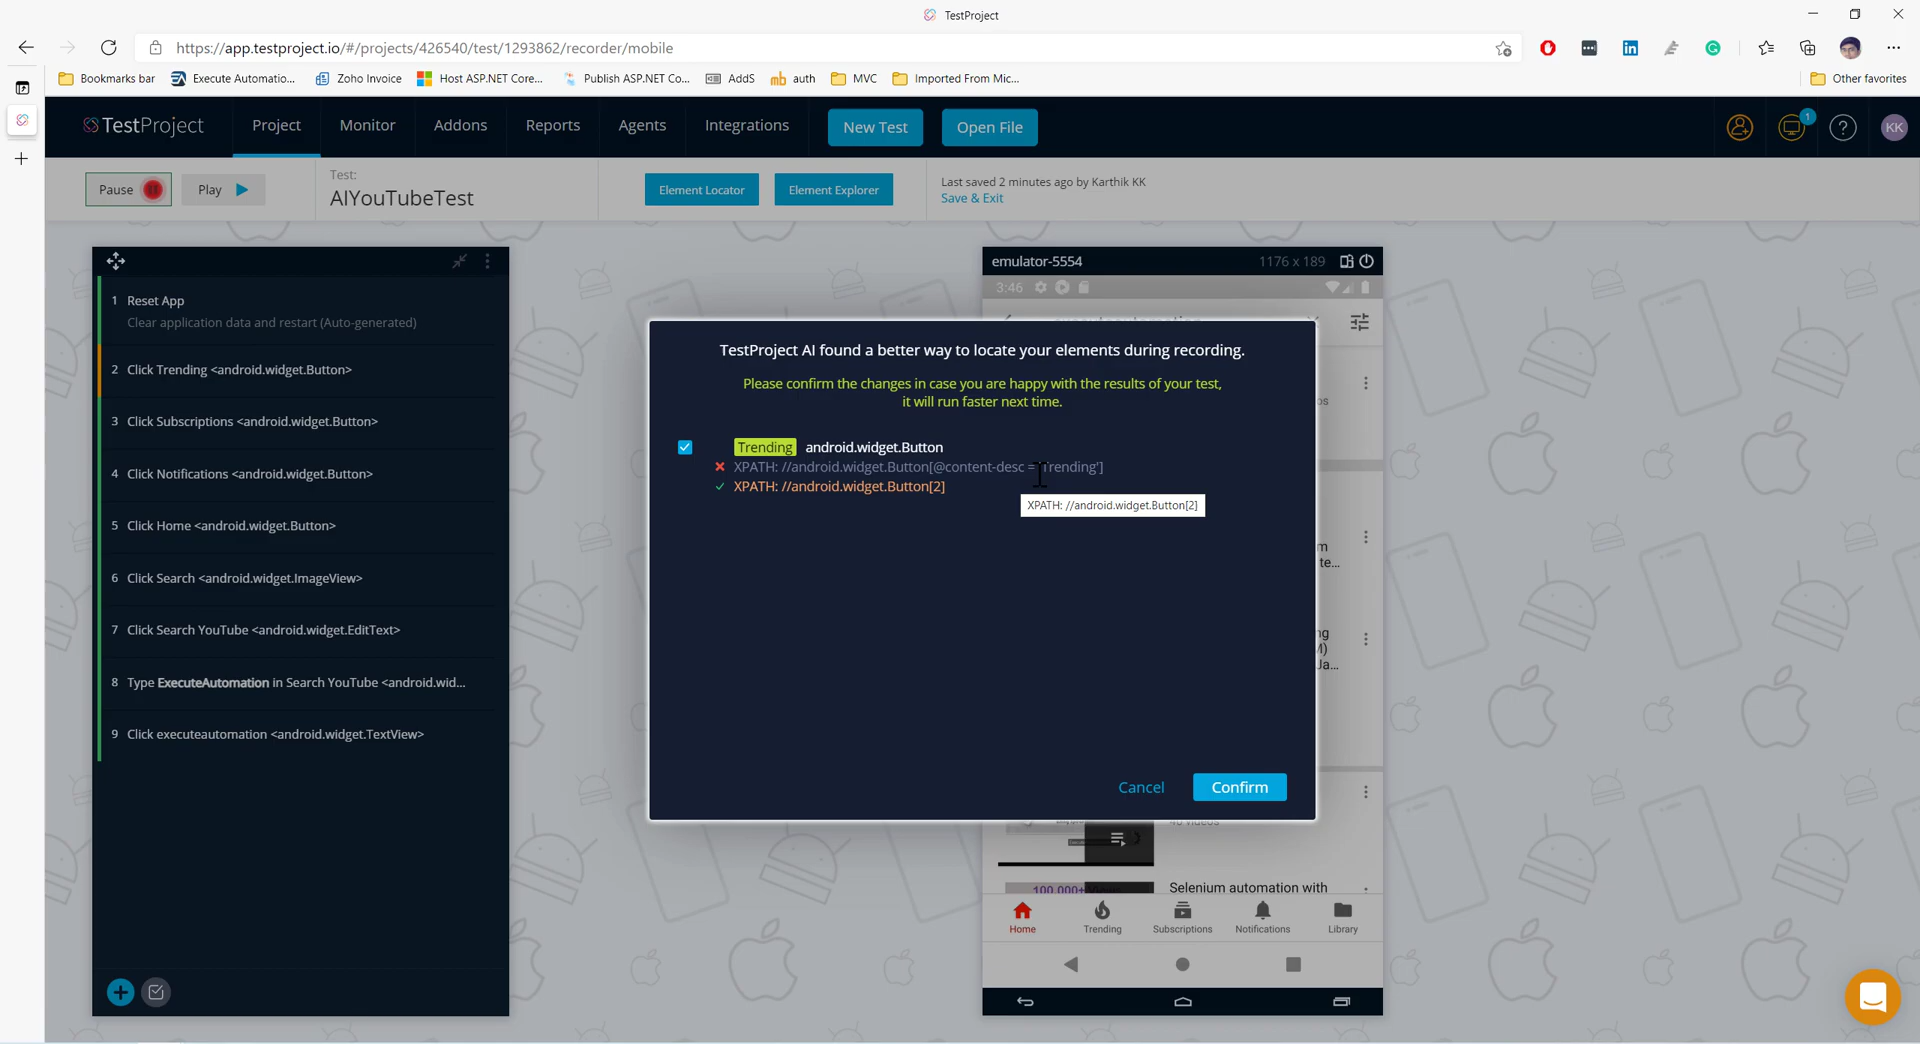 TestProject
https://app.testproject.io/#/projects/426540/test/1293862/recorder/mobile
Bookmarks bar
Execute Automatio...
Zoho Invoice
Host ASP.NET Core...
Publish ASP.NET Co...
AddS
auth
MVC
Imported From Mic...
Other favorites
TestProject
Project
Monitor
Addons
Reports
Agents
Integrations
New Test
Open File
1
KK
Pause
Play
Test:
AIYouTubeTest
Element Locator
Element Explorer
Last saved 2 minutes ago by Karthik KK
Save & Exit
1 Reset App
Clear application data and restart (Auto-generated)
2 Click Trending <android.widget.Button>
3 Click Subscriptions <android.widget.Button>
4 Click Notifications <android.widget.Button>
5 Click Home <android.widget.Button>
6 Click Search <android.widget.ImageView>
7 Click Search YouTube <android.widget.EditText>
8 Type ExecuteAutomation in Search YouTube <android.wid...
9 Click executeautomation <android.widget.TextView>
TestProject AI found a better way to locate your elements during recording.
Please confirm the changes in case you are happy with the results of your test,
it will run faster next time.
Trending android.widget.Button
XPATH: //android.widget.Button[@content-desc = 'Trending']
XPATH: //android.widget.Button[2]
XPATH: //android.widget.Button[2]
Cancel
Confirm
emulator-5554
1176 x 189
3:46
te...
Ja...
100,000+ Views
Selenium automation with
Home
Trending
Subscriptions
Notifications
Library